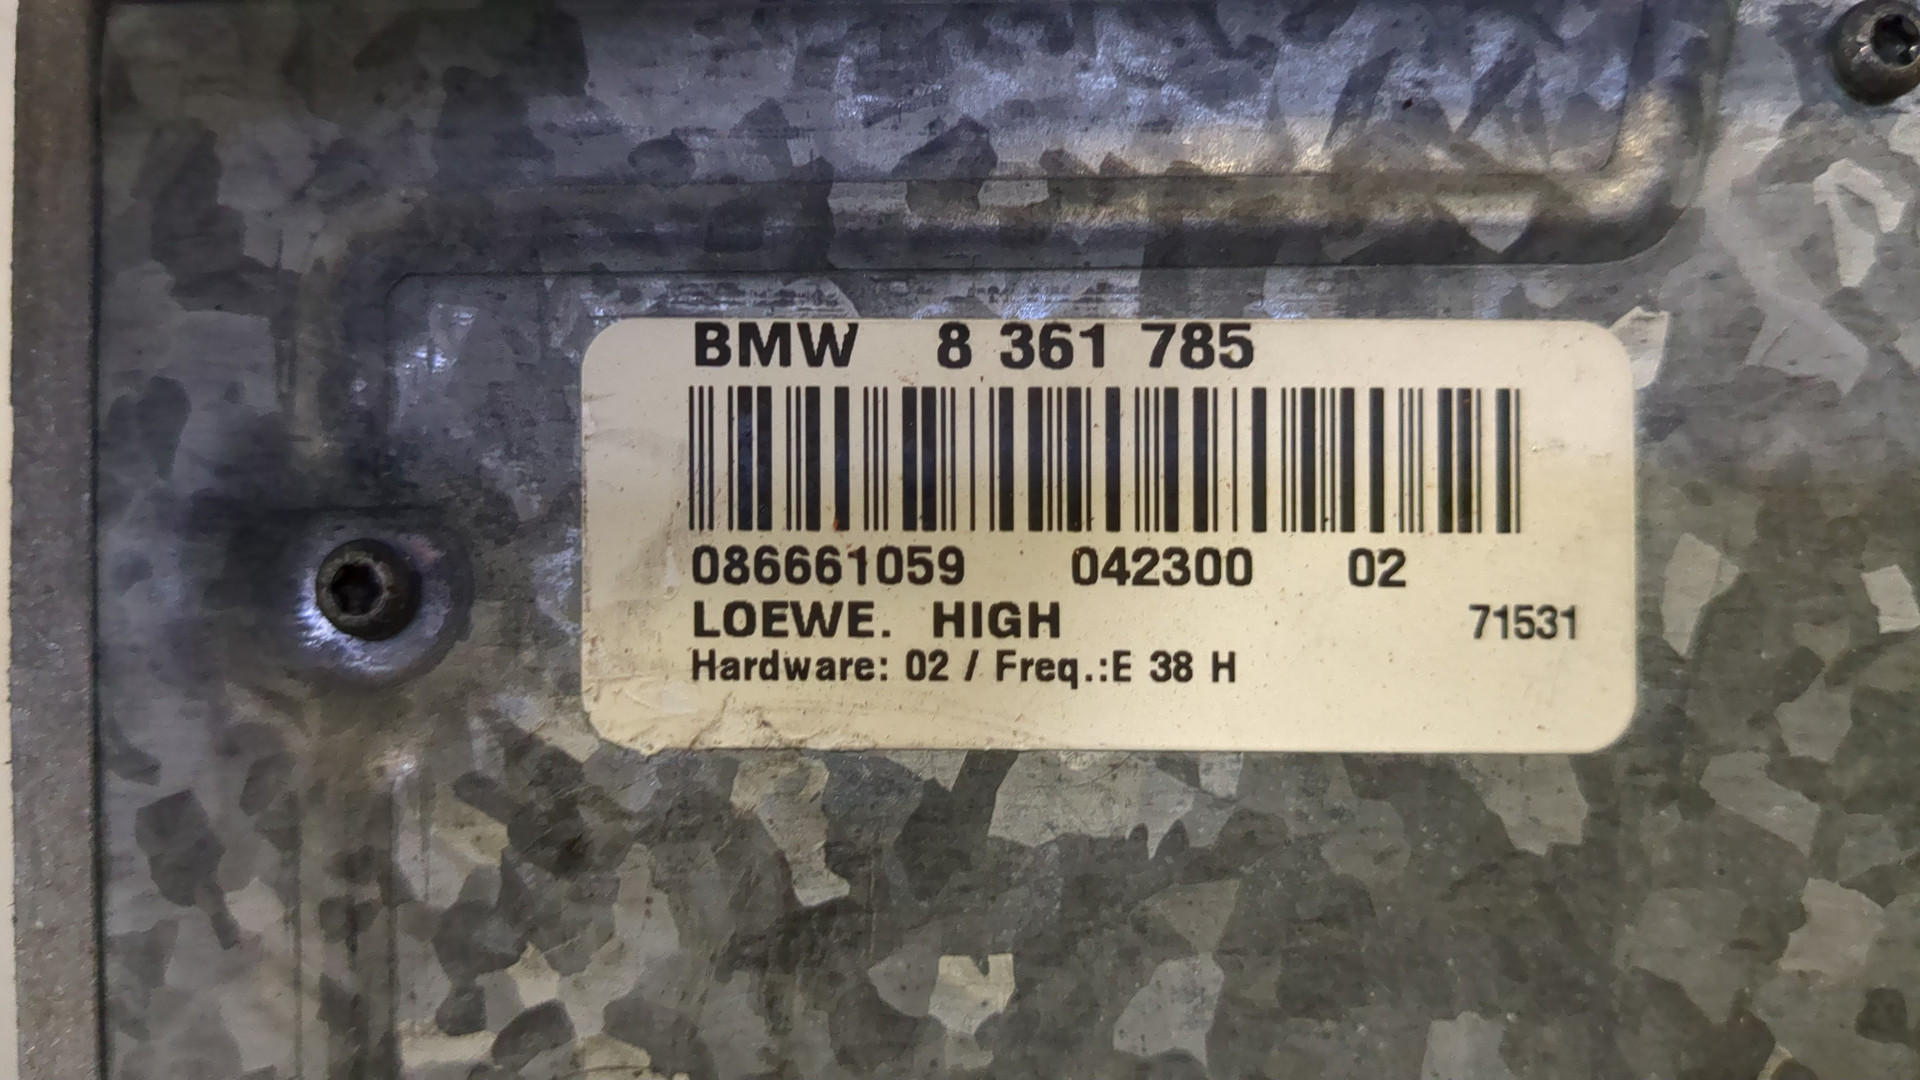 BMW 8 361 785
086661059 042300 02
LOEWE. HIGH 71531
Hardware: 02 / Freq.:E 38 H